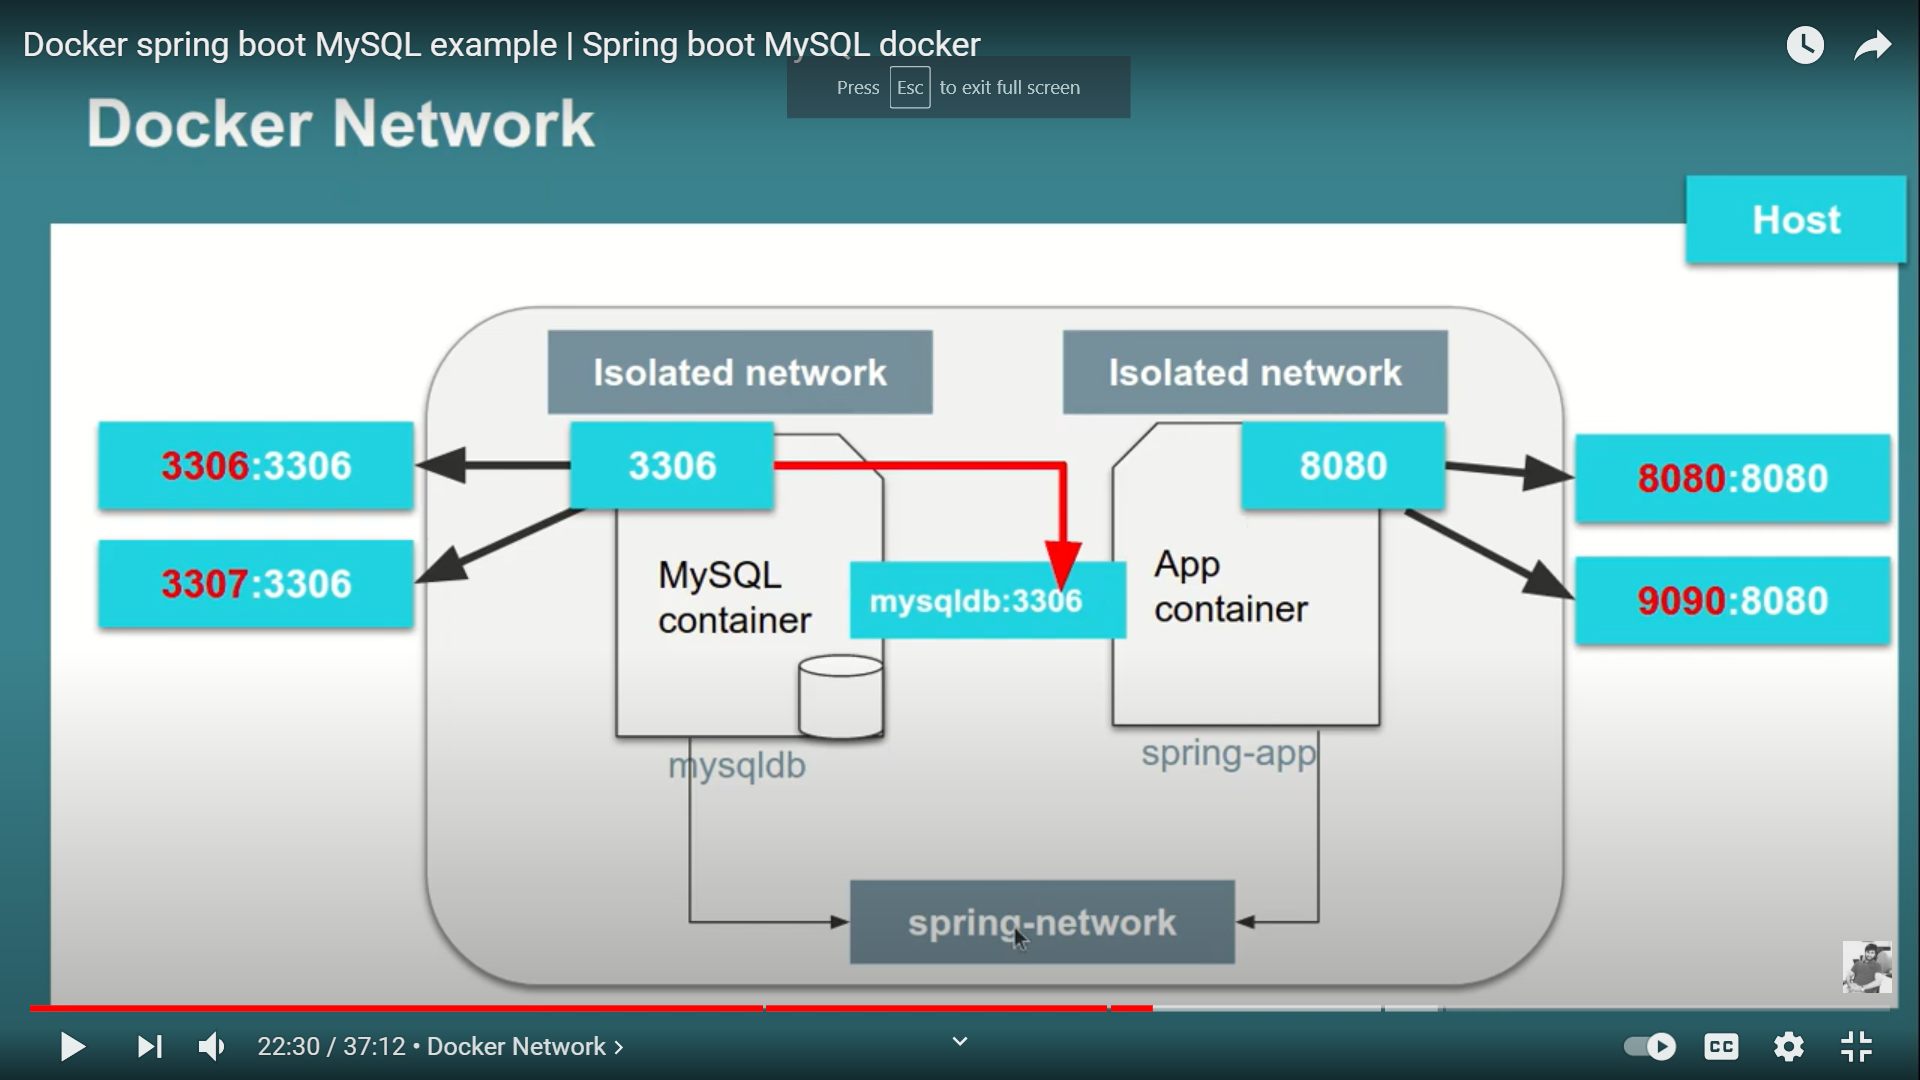 Docker spring boot MySQL example | Spring boot MySQL docker
Press Esc to exit full screen
Docker Network
Host
Isolated network
Isolated network
3306:3306
3306
8080
8080:8080
3307:3306
MySQL
container
mysqldb:3306
App
container
9090:8080
mysqldb
spring-app
spring-network
22:30 / 37:12 • Docker Network >
CC